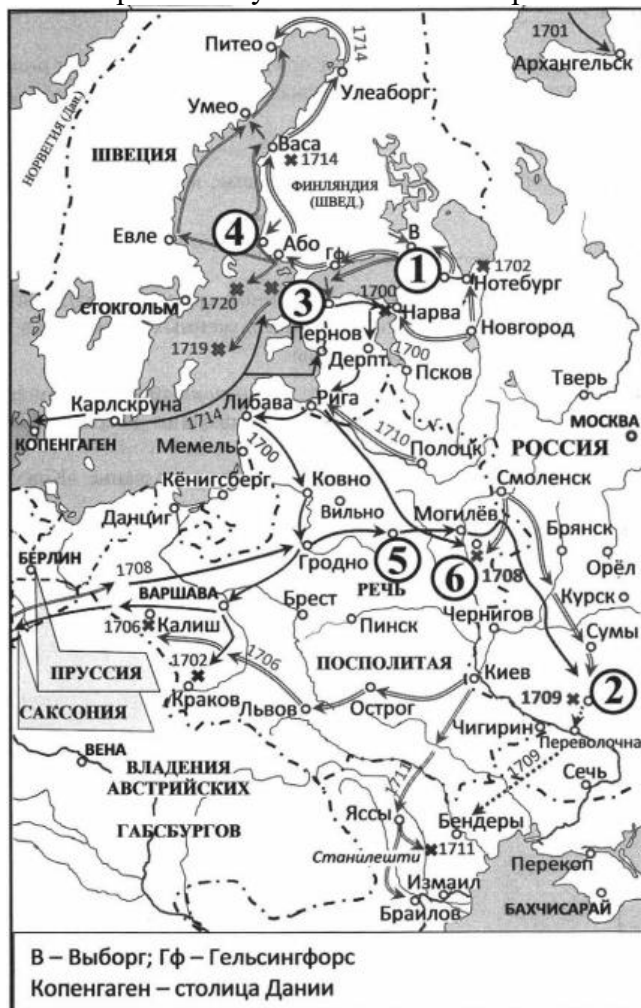 1701
Архангельск
Питео
1714
Улеаборг
НОРВЕГИЯ (Дан.)
Умео
Васа
1714
ШВЕЦИЯ
ФИНЛЯНДИЯ
(ШВЕД.)
Евле
4
Або
Гф
В
1
1702
Нотебург
СТОКГОЛЬМ
1720
3
1700
Нарва
Новгород
1719
Пернов
Дерпт
1700
Псков
Тверь
Карлскруна
1714
Либава
Рига
МОСКВА
КОПЕНГАГЕН
1700
Мемель
1710
Полоцк
РОССИЯ
Смоленск
Кёнигсберг
Ковно
Вильно
Могилёв
Данциг
Брянск
БЕРЛИН
1708
Гродно
5
6
1708
Орёл
ВАРШАВА
РЕЧЬ
Курск
1706
Калиш
Брест
Пинск
Чернигов
Сумы
ПРУССИЯ
1702
1706
ПОСПОЛИТАЯ
Киев
1709
2
САКСОНИЯ
Краков
Львов
Острог
Чигирин
Переволочна
ВЕНА
ВЛАДЕНИЯ
АВСТРИЙСКИХ
ГАБСБУРГОВ
1711
1709
Сечь
Яссы
Бендеры
Станилешти
1711
Перекоп
Измаил
Браилов
БАХЧИСАРАЙ
В – Выборг; Гф – Гельсингфорс
Копенгаген – столица Дании